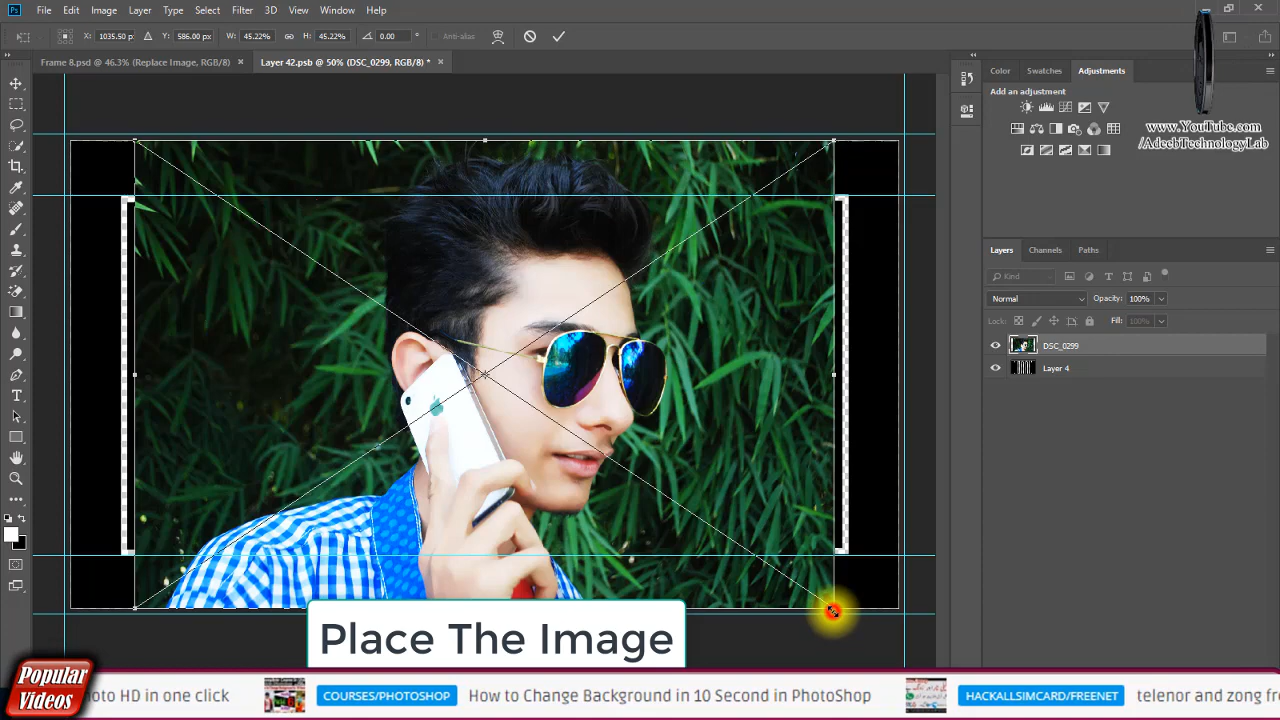 Ps File Edit Image Layer Type Select Filter 3D View Window Help
X: 1035.50 px Y: 586.00 px W: 45.22% H: 45.22% 0.00 ° Anti-alias
Frame 8.psd @ 46.3% (Replace Image, RGB/8) × Layer 42.psb @ 50% (DSC_0299, RGB/8) * ×
Color Swatches Adjustments
Add an adjustment
www.YouTube.com
/AdeebTechnologyLab
Layers Channels Paths
Kind
Normal Opacity: 100%
Lock: Fill: 100%
DSC_0299
Layer 4
Place The Image
Popular
Videos
hoto HD in one click. COURSES/PHOTOSHOP How to Change Background in 10 Second in PhotoShop HACKALLSIMCARD/FREENET telenor and zong fr